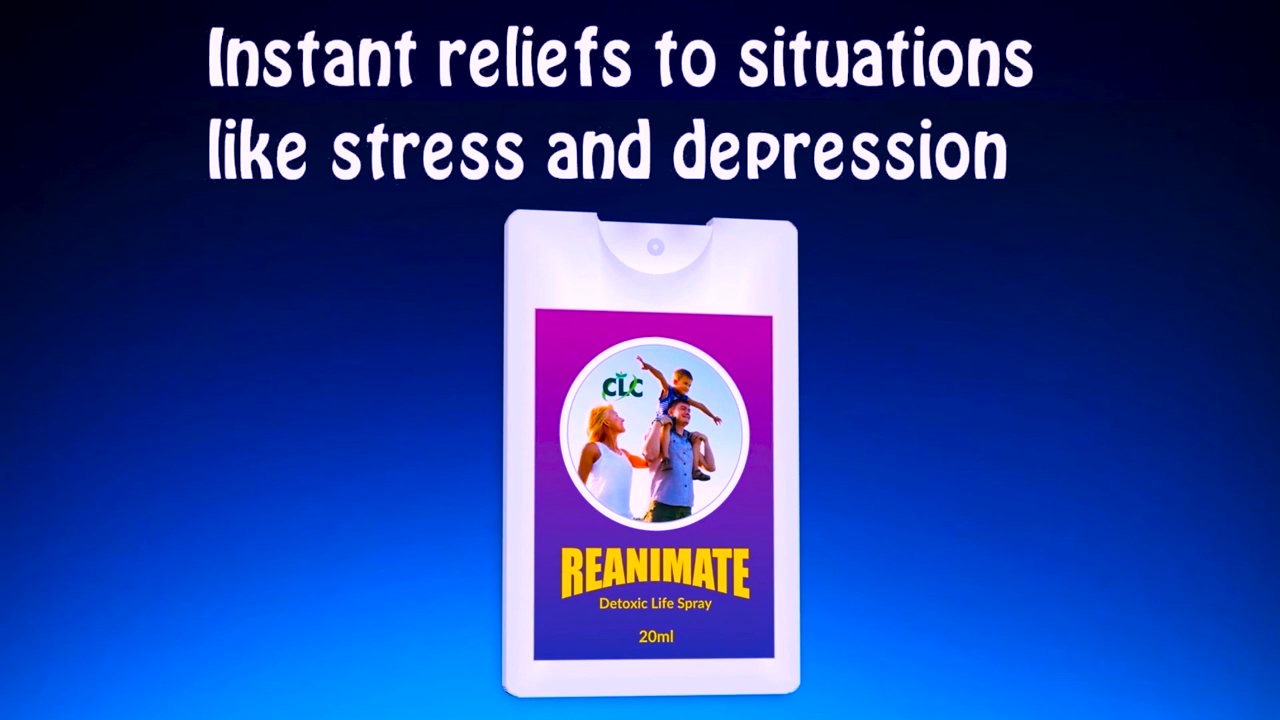 Instant reliefs to situations
like stress and depression
CLC
REANIMATE
Detoxic Life Spray
20ml